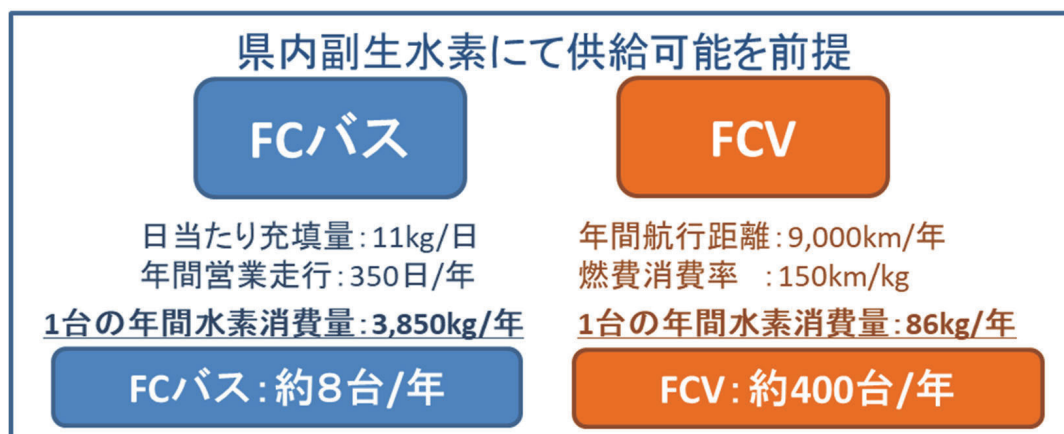 県内副生水素にて供給可能を前提
FCバス
日当たり充填量:11kg/日
年間営業走行:350日/年
1台の年間水素消費量:3,850kg/年
FCバス:約8台/年
FCV
年間航行距離:9,000km/年
燃費消費率 :150km/kg
1台の年間水素消費量:86kg/年
FCV:約400台/年